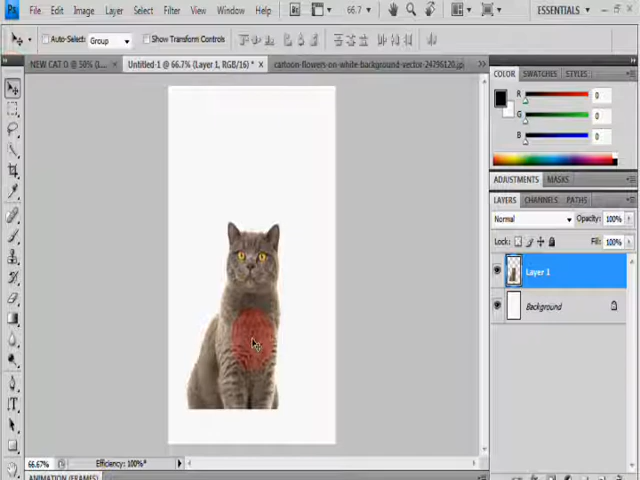 Ps File Edit Image Layer Select Filter View Window Help Br 66.7 ESSENTIALS
Auto-Select: Group Show Transform Controls
NEW CAT O @ 50% (L... × Untitled-1 @ 66.7% (Layer 1, RGB/16) * × cartoon-flowers-on-white-background-vector-24796120.jpg
COLOR SWATCHES STYLES
R 0
G 0
B 0
ADJUSTMENTS MASKS
LAYERS CHANNELS PATHS
Normal Opacity: 100%
Lock: Fill: 100%
Layer 1
Background
66.67% Efficiency: 100%*
ANIMATION (FRAMES)